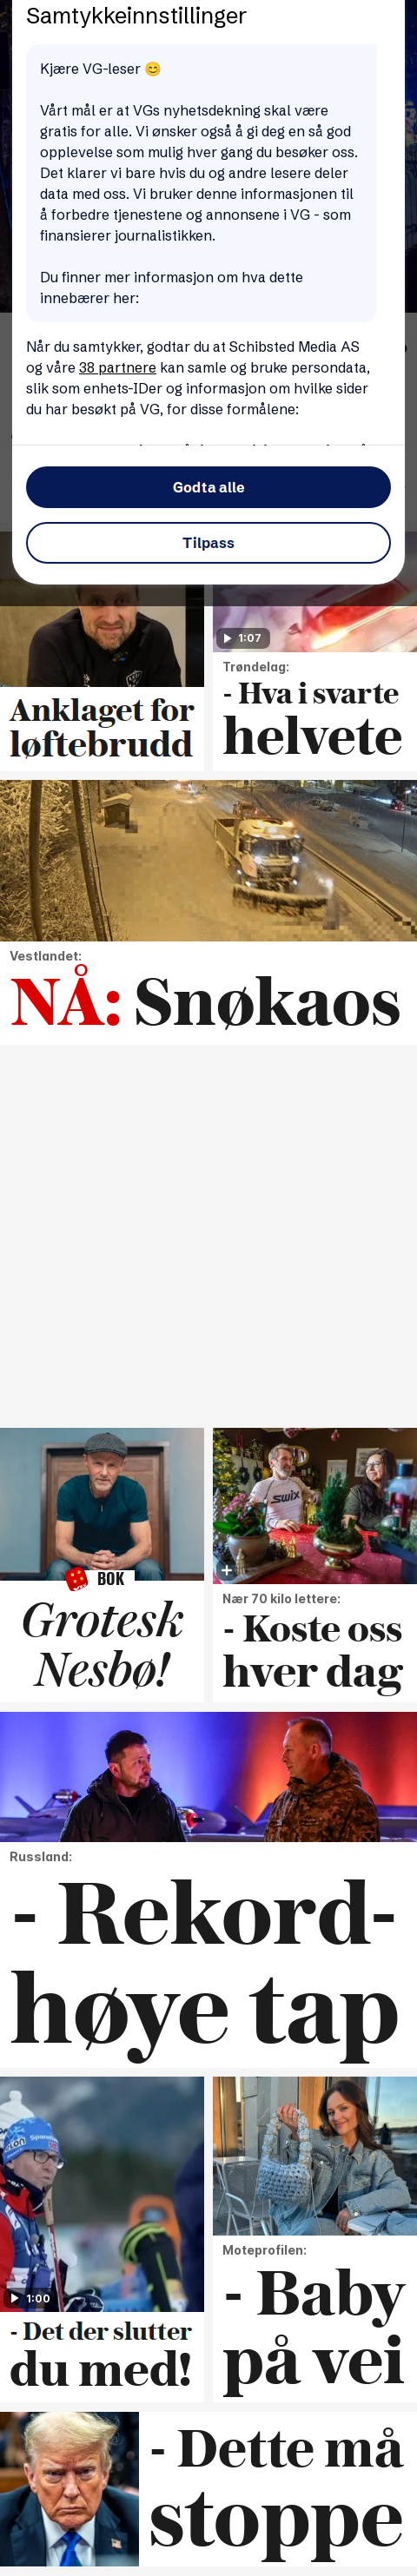 Samtykkeinnstillinger
Kjære VG-leser 😊
Vårt mål er at VGs nyhetsdekning skal være
gratis for alle. Vi ønsker også å gi deg en så god
opplevelse som mulig hver gang du besøker oss.
Det klarer vi bare hvis du og andre lesere deler
data med oss. Vi bruker denne informasjonen til
å forbedre tjenestene og annonsene i VG - som
finansierer journalistikken.
Du finner mer informasjon om hva dette
innebærer her:
Når du samtykker, godtar du at Schibsted Media AS
og våre 38 partnere kan samle og bruke persondata,
slik som enhets-IDer og informasjon om hvilke sider
du har besøkt på VG, for disse formålene:
Godta alle
Tilpass
1:07
Anklaget for
løftebrudd
Trøndelag:
- Hva i svarte
helvete
Vestlandet:
NÅ: Snøkaos
BOK
Grotesk
Nesbø!
SWIX
Nær 70 kilo lettere:
- Koste oss
hver dag
Russland:
- Rekord-
høye tap
1:00
- Det der slutter
du med!
Moteprofilen:
- Baby
på vei
- Dette må
stoppe